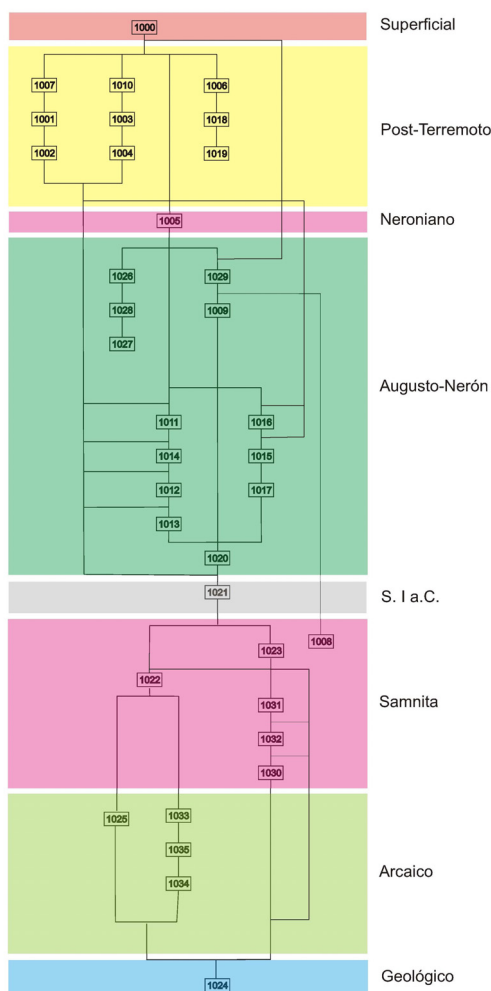 1000 Superficial
1007 1010 1006
1001 1003 1018
Post-Terremoto
1002 1004 1019
1005 Neroniano
1026 1029
1028 1009
1027
Augusto-Nerón
1011 1016
1014 1015
1012 1017
1013
1020
1021 S. I a.C.
1008
1023
1022
Samnita
1031
1032
1030
1025 1033
1035
Arcaico
1034
Geológico
1024